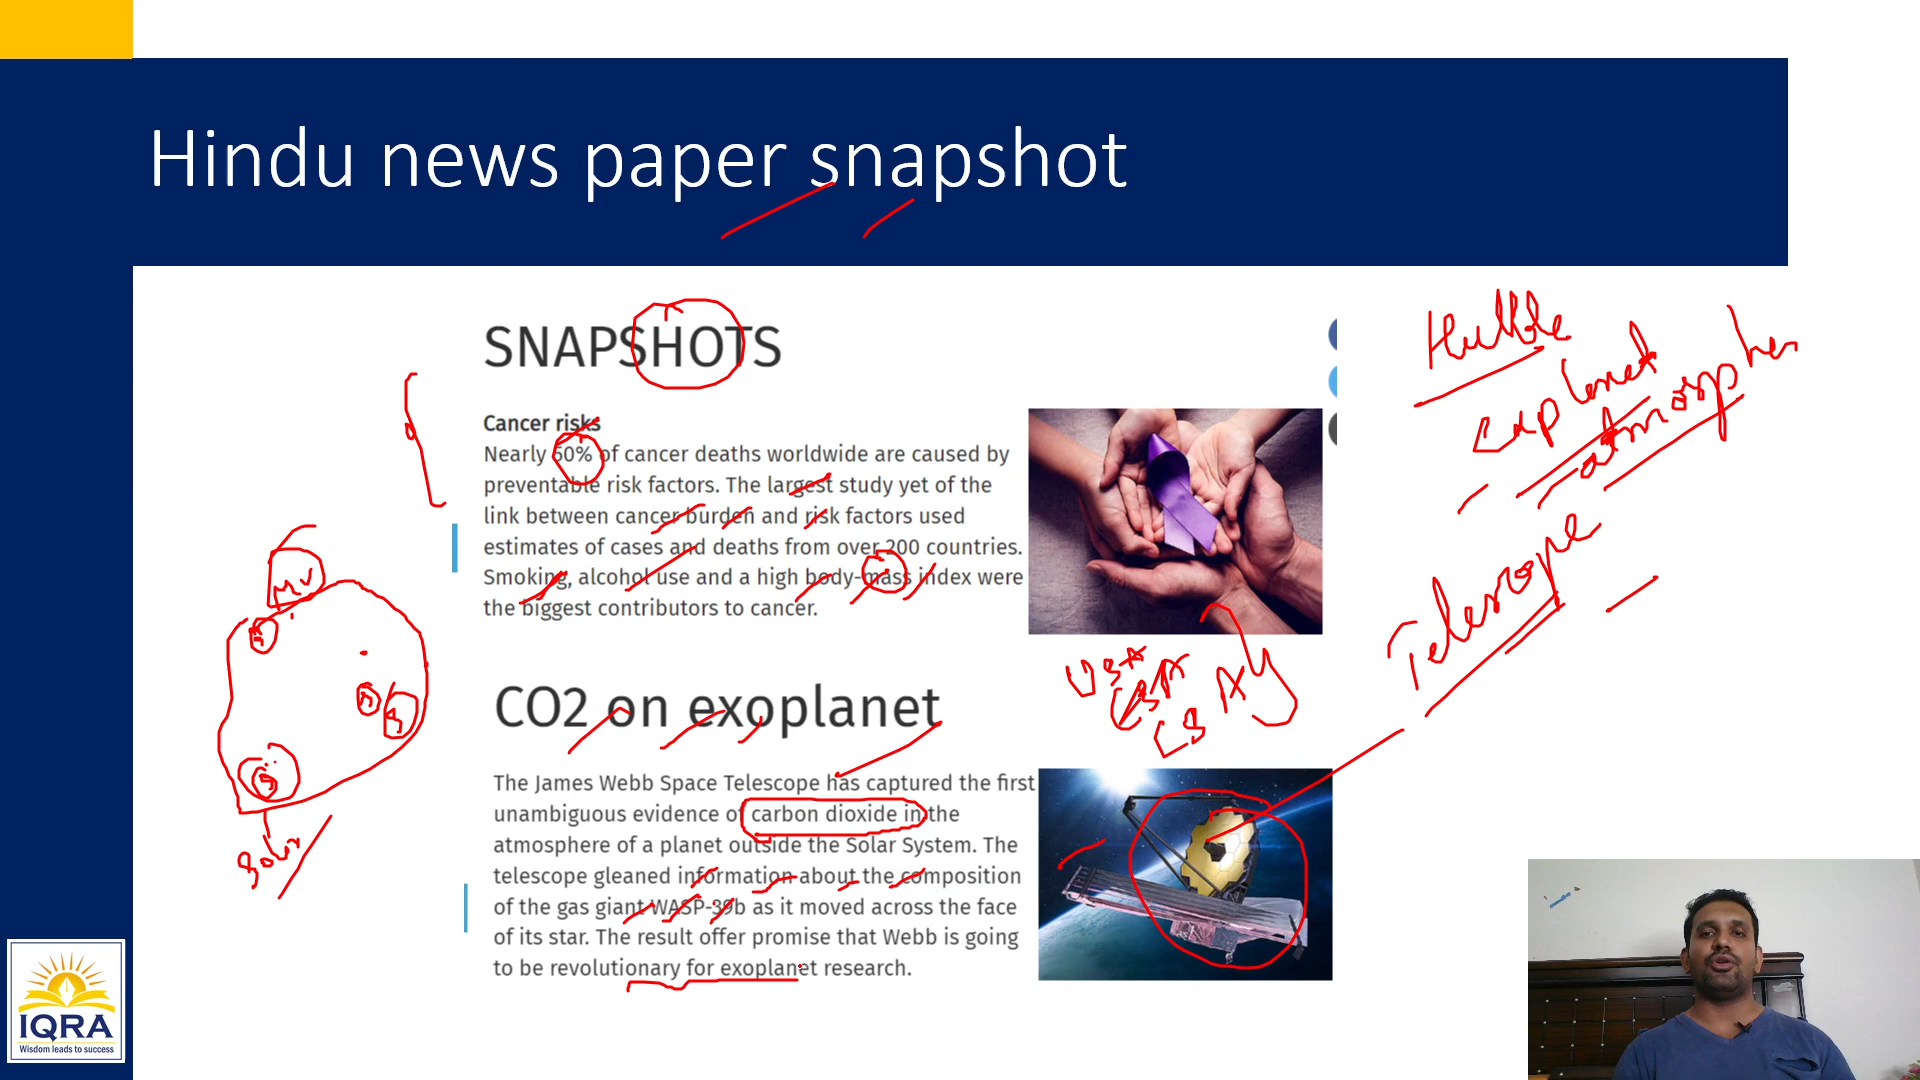 Hindu news paper snapshot
SNAPSHOTS
Cancer risks
Nearly 50% of cancer deaths worldwide are caused by
preventable risk factors. The largest study yet of the
link between cancer burden and risk factors used
estimates of cases and deaths from over 200 countries.
Smoking, alcohol use and a high body-mass index were
the biggest contributors to cancer.
CO2 on exoplanet
The James Webb Space Telescope has captured the first
unambiguous evidence of carbon dioxide in the
atmosphere of a planet outside the Solar System. The
telescope gleaned information about the composition
of the gas giant WASP-39b as it moved across the face
of its star. The result offer promise that Webb is going
to be revolutionary for exoplanet research.
Telescope
USA
Solar
IQRA
Wisdom leads to success